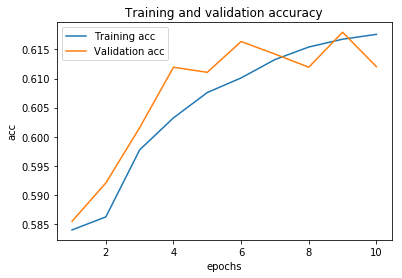 Training and validation accuracy
Training acc
Validation acc
acc
0.615
0.610
0.605
0.600
0.595
0.590
0.585
2 4 6 8 10
epochs